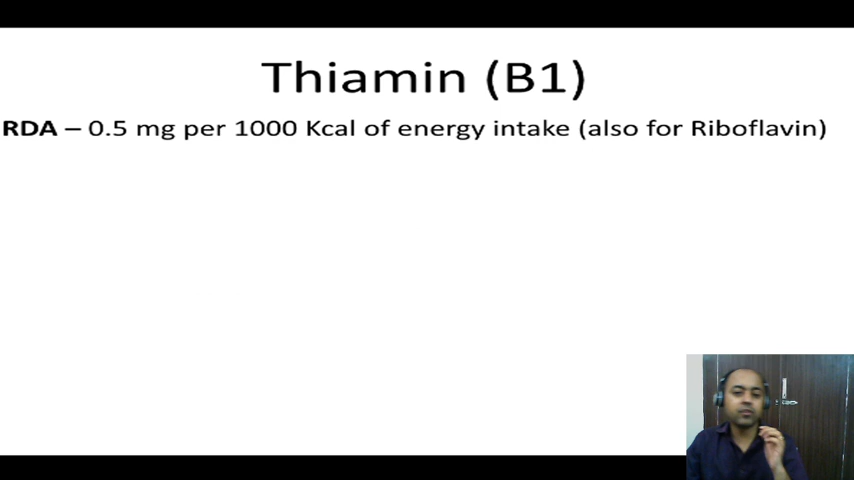 Thiamin (B1)
RDA – 0.5 mg per 1000 Kcal of energy intake (also for Riboflavin)